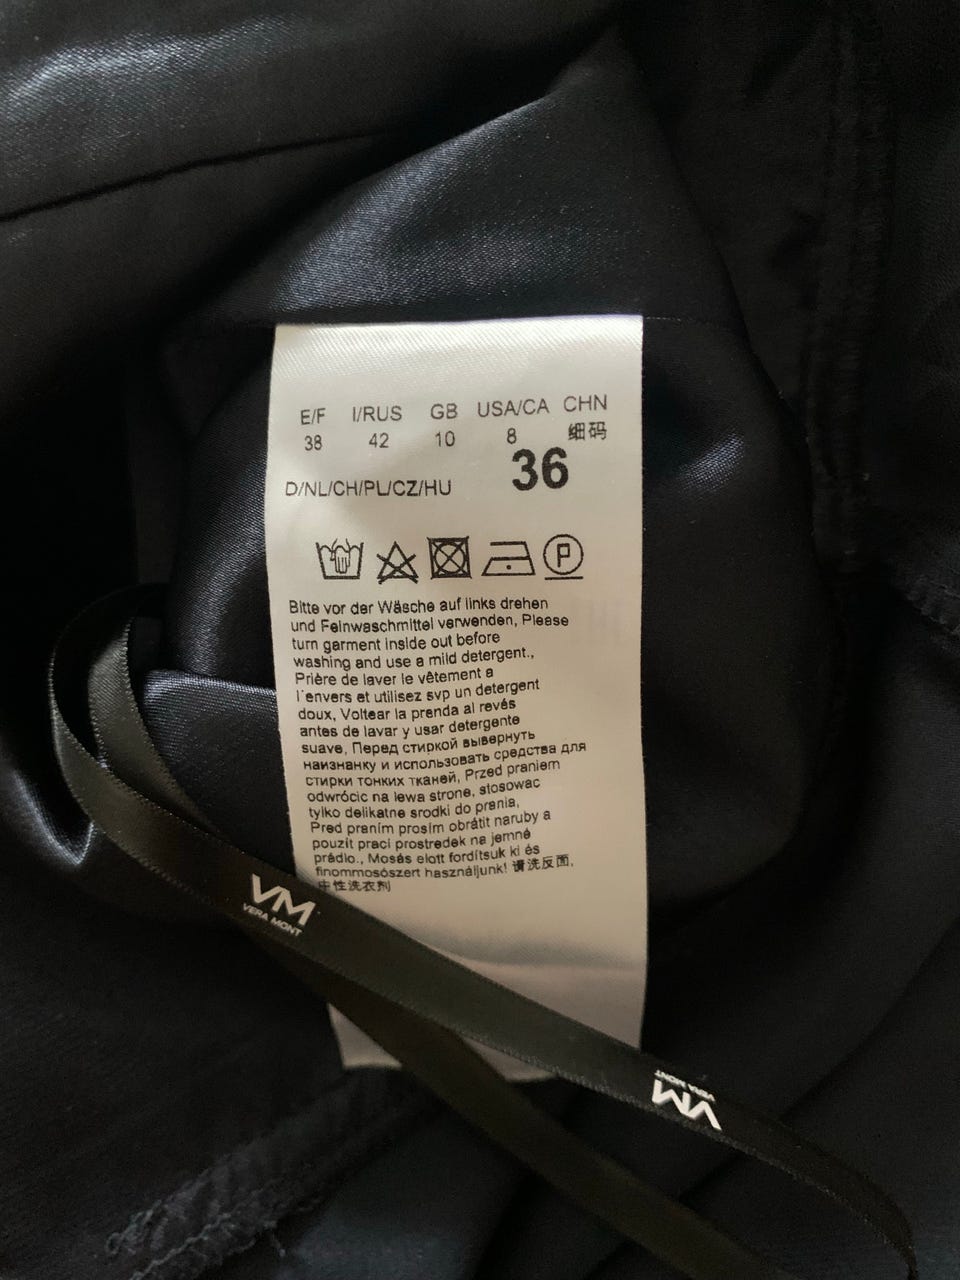 E/F I/RUS GB USA/CA CHN
38 42 10 8 细码
D/NL/CH/PL/CZ/HU 36
P
Bitte vor der Wäsche auf links drehen
und Feinwaschmittel verwenden, Please
turn garment inside out before
washing and use a mild detergent.,
Prière de laver le vêtement a
l'envers et utilisez svp un detergent
doux, Voltear la prenda al revés
antes de lavar y usar detergente
suave, Перед стиркой вывернуть
наизнанку и использовать средства для
стирки тонких тканей, Przed praniem
odwrócic na lewa strone, stosowac
tylko delikatne srodki do prania,
Pred praním prosím obrátit naruby a
pouzit praci prostredek na jemné
prádlo., Mosás elott fordítsuk ki és
finommosószert használjunk! 请洗反面,
中性洗衣剂
VM
VERA MONT
VM
VERA MONT